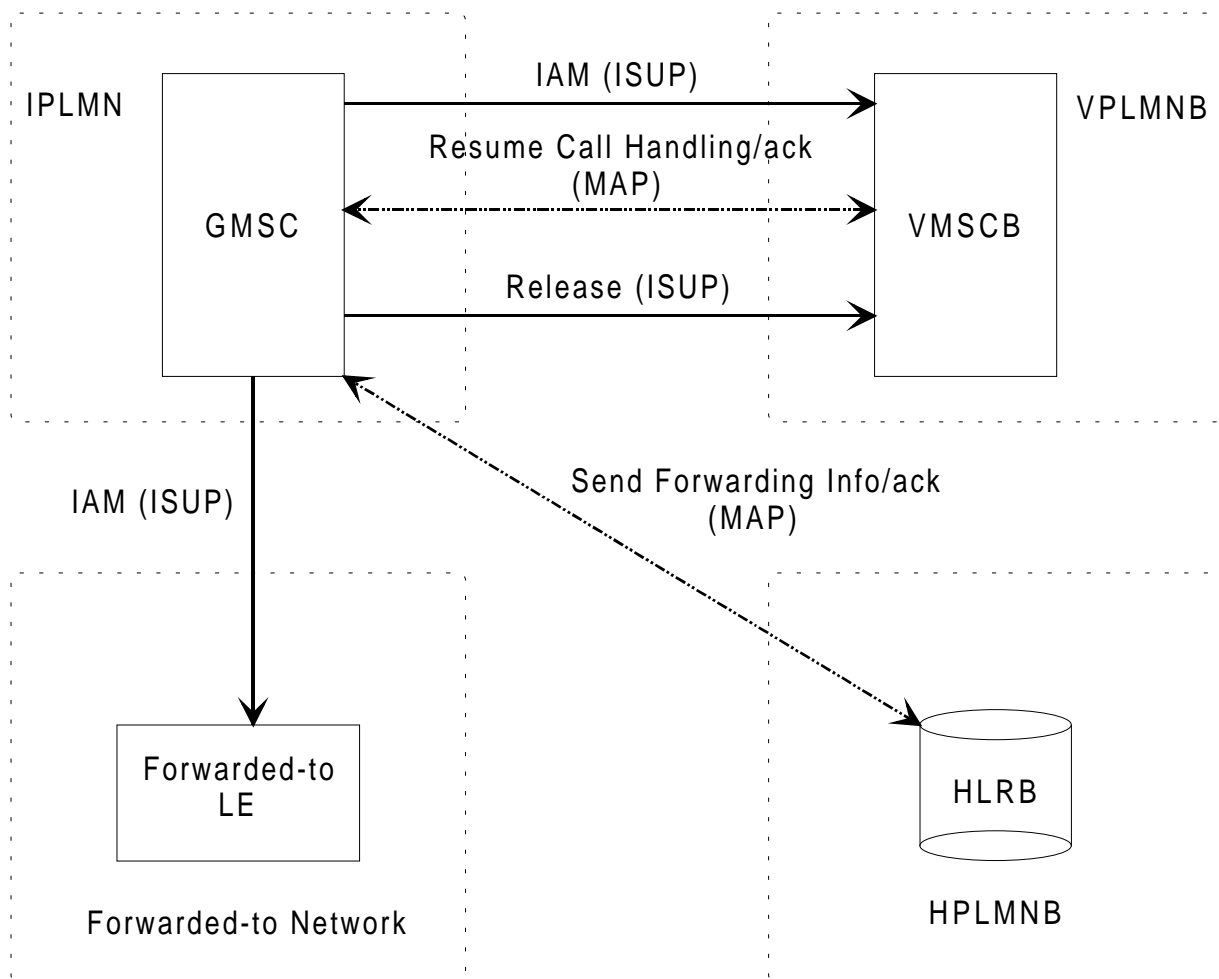 IAM (ISUP)
IPLMN
VPLMNB
Resume Call Handling/ack
(MAP)
GMSC
VMSCB
Release (ISUP)
Send Forwarding Info/ack
(MAP)
IAM (ISUP)
Forwarded-to
LE
HLRB
Forwarded-to Network
HPLMNB